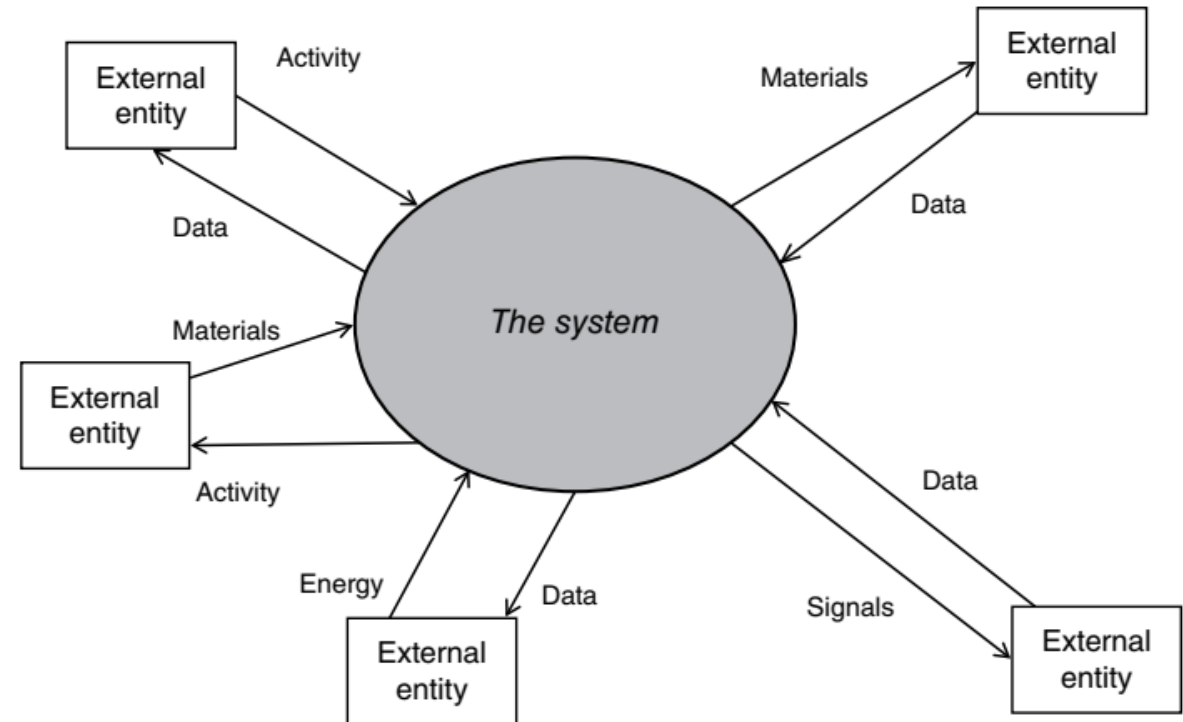 External
entity
Activity
External
entity
Materials
Data
Data
The system
Materials
External
entity
Activity
Data
Energy
Data
Signals
External
entity
External
entity